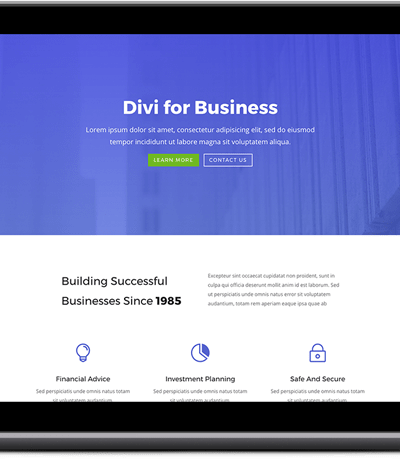 Divi for Business
Lorem ipsum dolor sit amet, consectetur adipisicing elit, sed do eiusmod
tempor incididunt ut labore magna sit voluptatem aliqua.
LEARN MORE
CONTACT US
Building Successful
Businesses Since 1985
Excepteur sint occaecat cupidatat non proident, sunt in
culpa qui officia deserunt mollit anim id est laborum. Sed
ut perspiciatis unde omnis natus error sit voluptatem
audantium, totam rem aperiam eaque ipsa quae ab
Financial Advice
Sed perspiciatis unde omnis natus totam
sit voluptatem audantium
Investment Planning
Sed perspiciatis unde omnis natus totam
sit voluptatem audantium
Safe And Secure
Sed perspiciatis unde omnis natus totam
sit voluptatem audantium